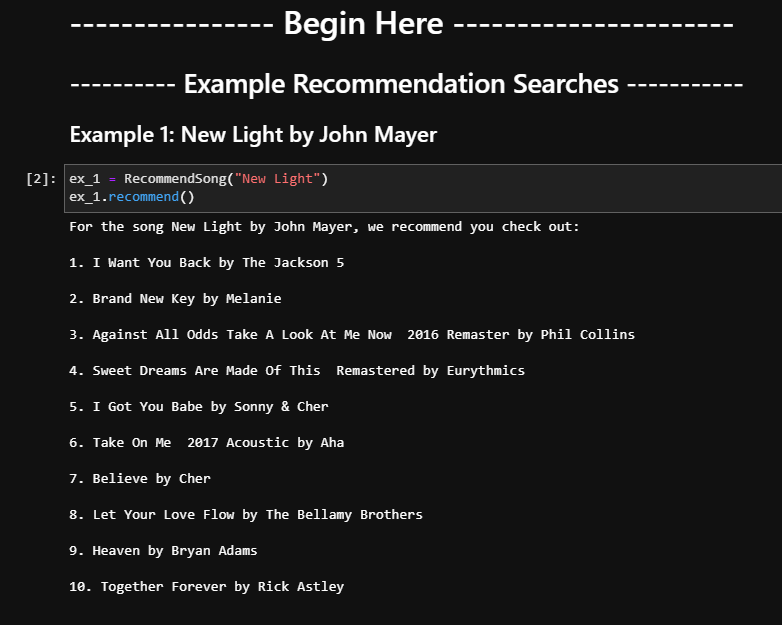 ---------------- Begin Here ----------------------
---------- Example Recommendation Searches -----------
Example 1: New Light by John Mayer
[2]: ex_1 = RecommendSong("New Light")
ex_1.recommend()
For the song New Light by John Mayer, we recommend you check out:
1. I Want You Back by The Jackson 5
2. Brand New Key by Melanie
3. Against All Odds Take A Look At Me Now  2016 Remaster by Phil Collins
4. Sweet Dreams Are Made Of This  Remastered by Eurythmics
5. I Got You Babe by Sonny & Cher
6. Take On Me  2017 Acoustic by Aha
7. Believe by Cher
8. Let Your Love Flow by The Bellamy Brothers
9. Heaven by Bryan Adams
10. Together Forever by Rick Astley